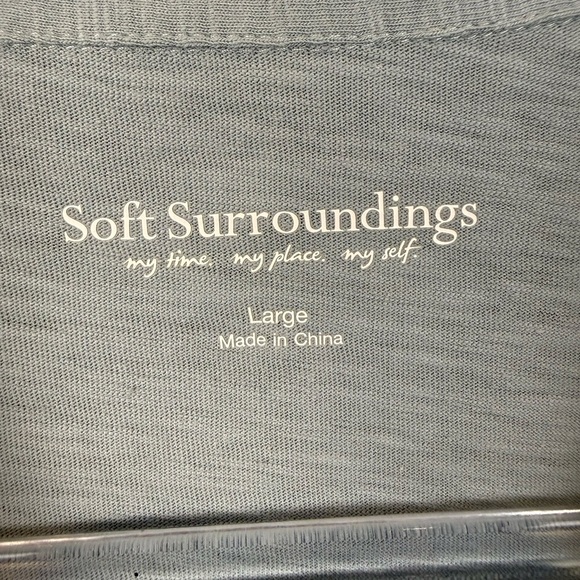 Soft Surroundings
my time. my place. my self.
Large
Made in China